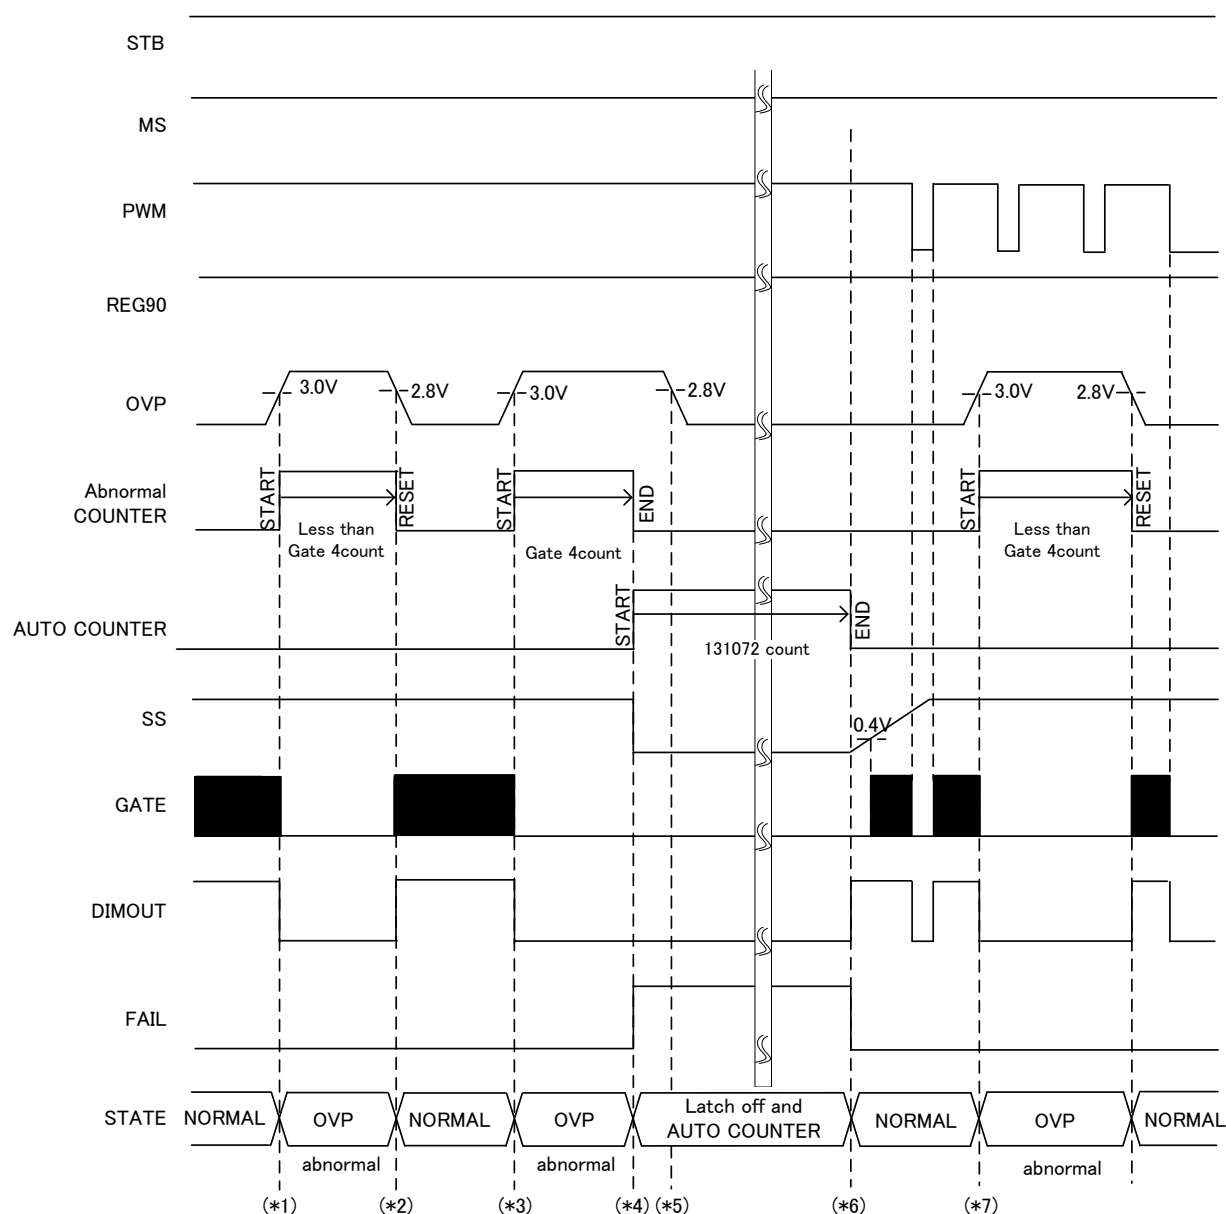 STB
MS
PWM
REG90
OVP
3.0V
2.8V
3.0V
2.8V
3.0V
2.8V
Abnormal
COUNTER
START
RESET
START
END
START
RESET
Less than
Gate 4count
Gate 4count
Less than
Gate 4count
AUTO COUNTER
START
END
131072 count
SS
0.4V
GATE
DIMOUT
FAIL
STATE
NORMAL
OVP
NORMAL
OVP
Latch off and
AUTO COUNTER
NORMAL
OVP
NORMAL
abnormal
abnormal
abnormal
(*1)
(*2)
(*3)
(*4)
(*5)
(*6)
(*7)